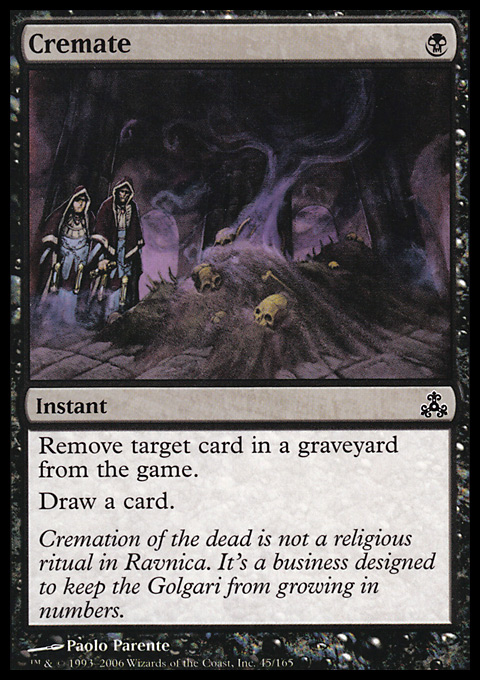 Cremate
Instant
Remove target card in a graveyard
from the game.
Draw a card.
Cremation of the dead is not a religious
ritual in Ravnica. It's a business designed
to keep the Golgari from growing in
numbers.
Paolo Parente
™ & © 1993–2006 Wizards of the Coast, Inc. 45/165